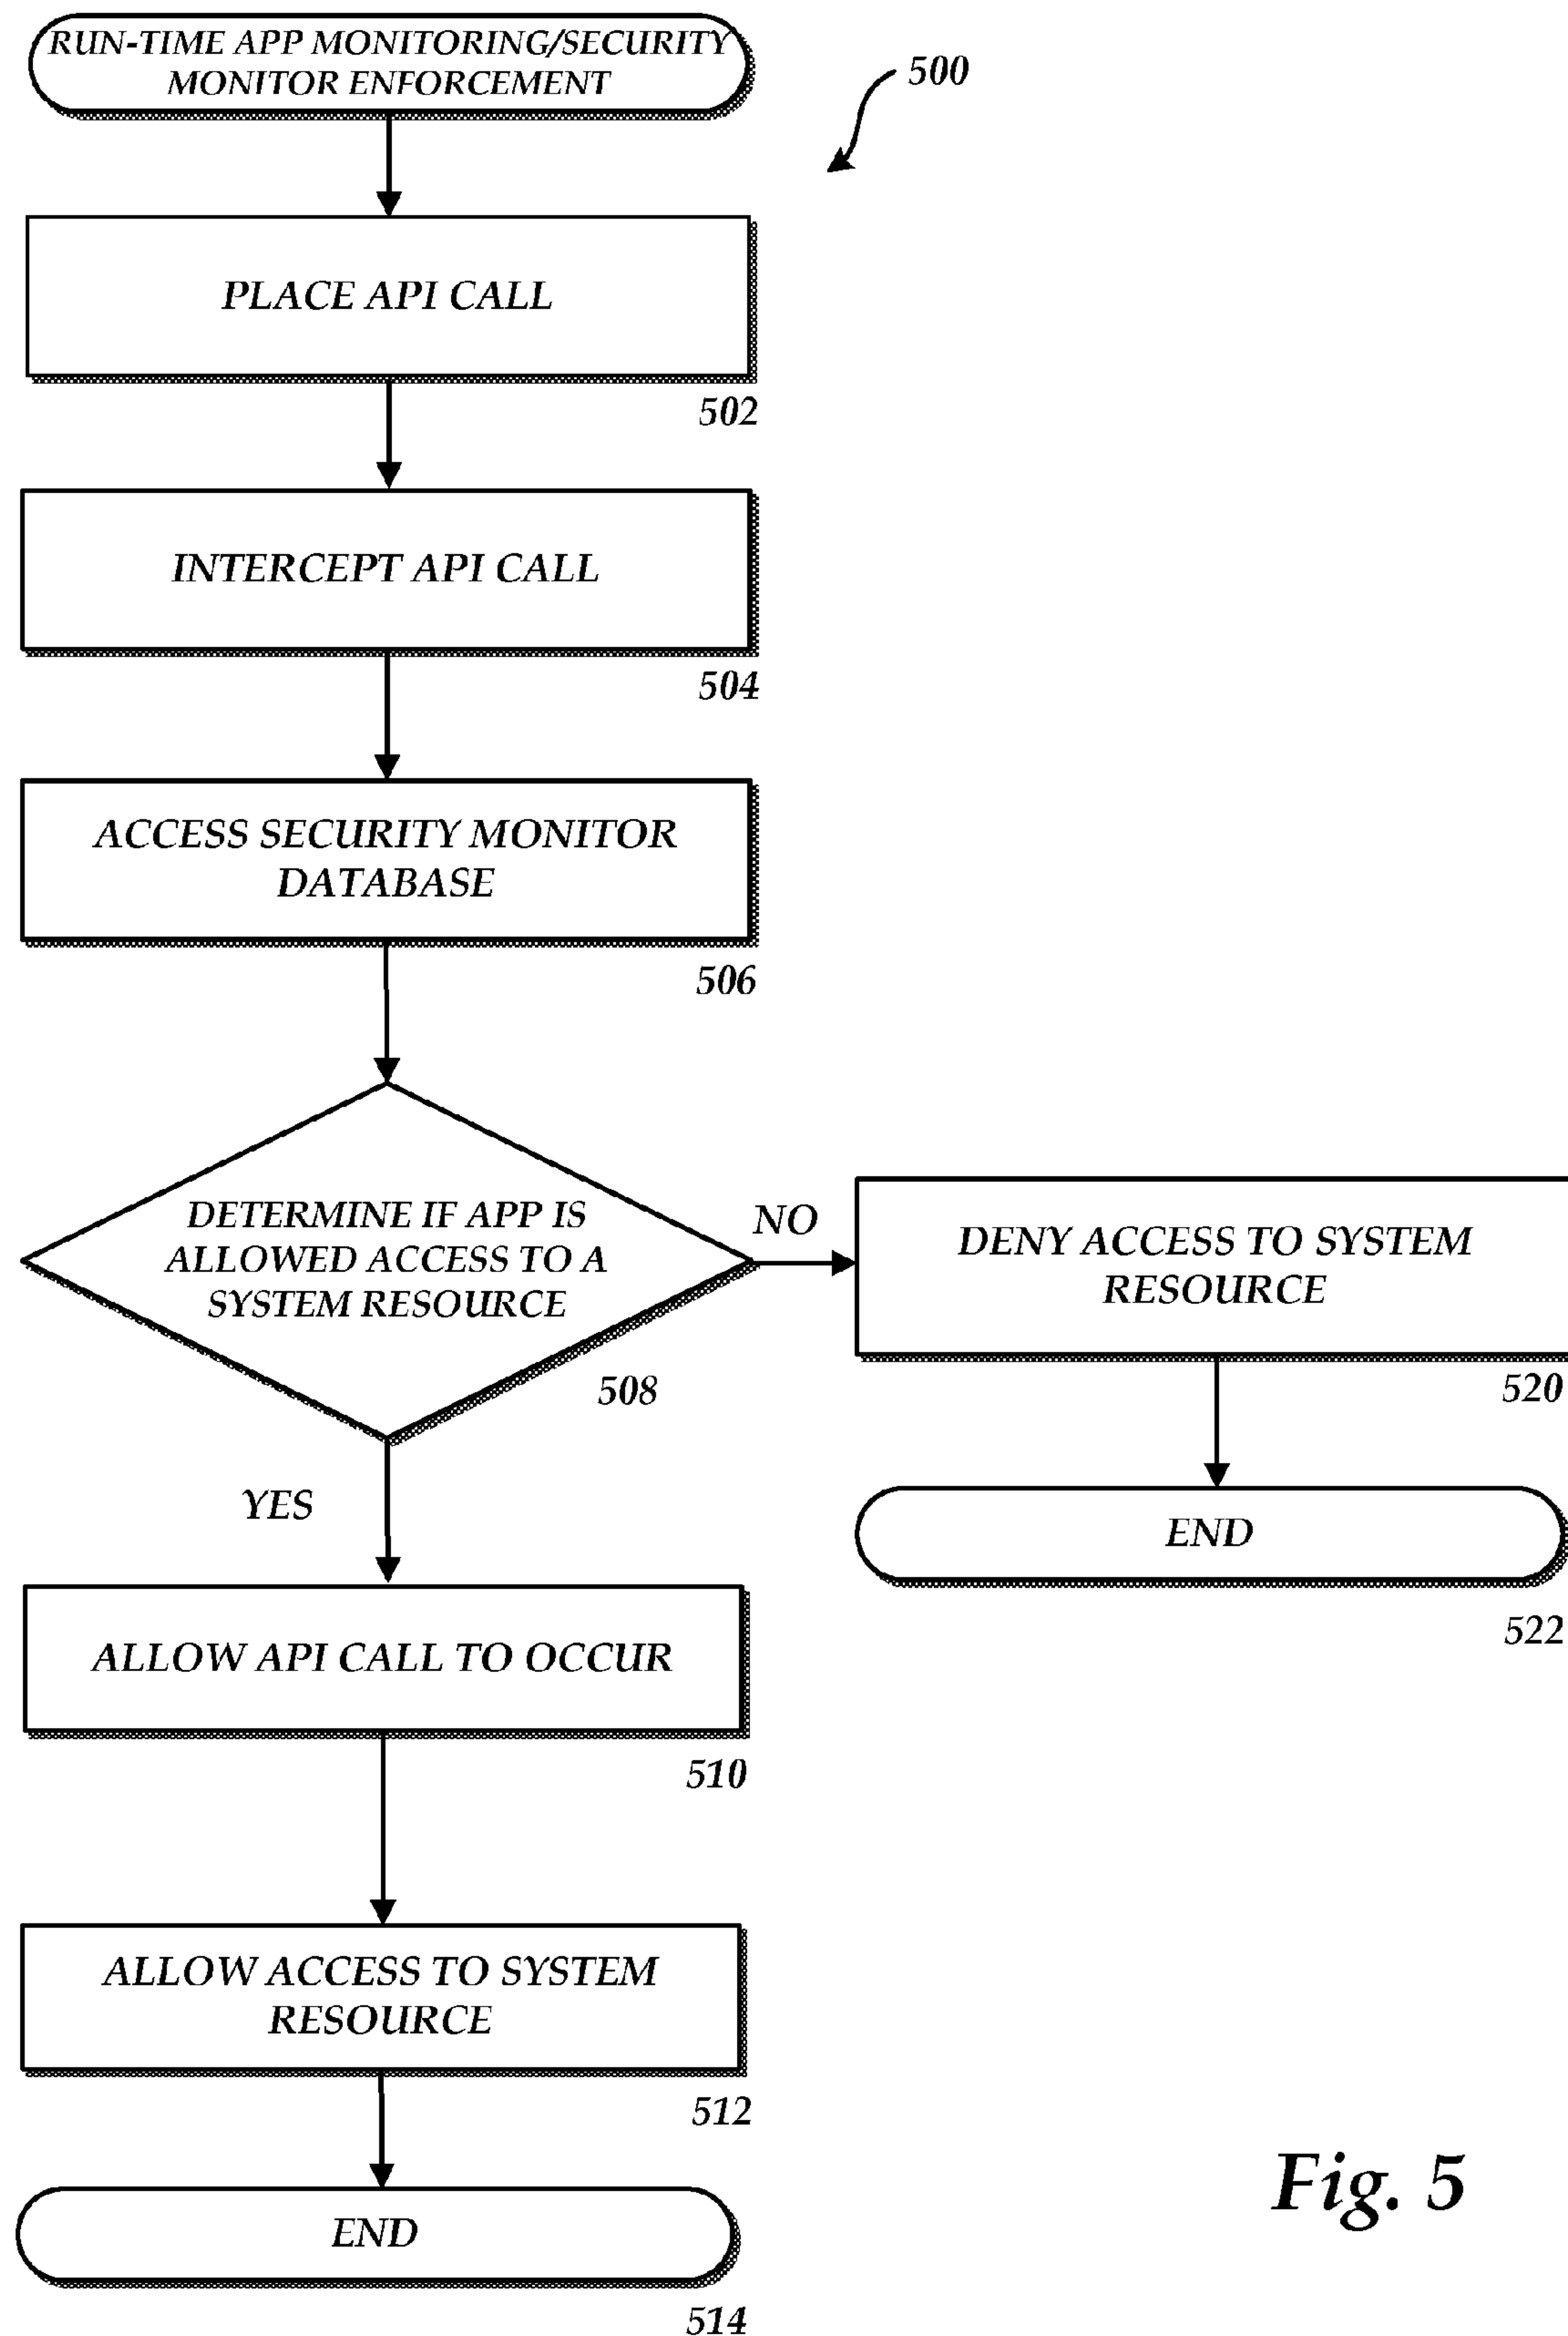 RUN-TIME APP MONITORING/SECURITY
MONITOR ENFORCEMENT
500
PLACE API CALL
502
INTERCEPT API CALL
504
ACCESS SECURITY MONITOR
DATABASE
506
DETERMINE IF APP IS
ALLOWED ACCESS TO A
SYSTEM RESOURCE
508
NO
DENY ACCESS TO SYSTEM
RESOURCE
520
END
522
YES
ALLOW API CALL TO OCCUR
510
ALLOW ACCESS TO SYSTEM
RESOURCE
512
END
514
Fig. 5